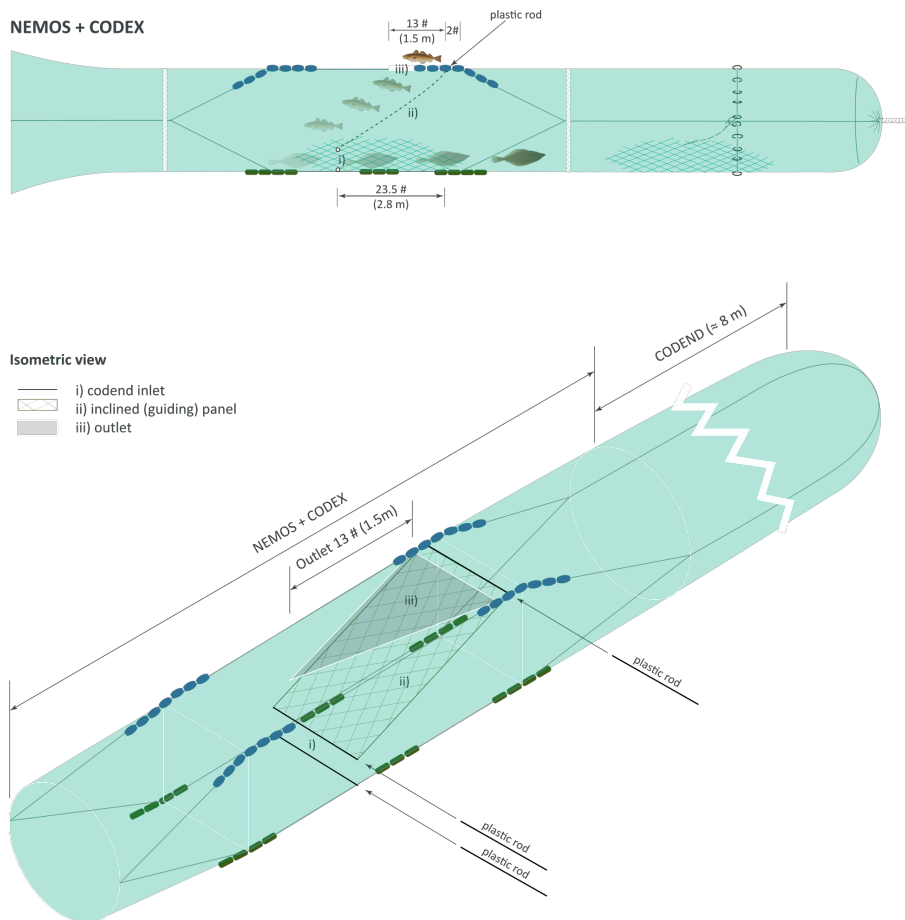 NEMOS + CODEX
13 #
(1.5 m)
2#
plastic rod
iii)
ii)
i)
23.5 #
(2.8 m)
Isometric view
i) codend inlet
ii) inclined (guiding) panel
iii) outlet
CODEND (≈ 8 m)
NEMOS + CODEX
Outlet 13 # (1.5m)
iii)
ii)
i)
plastic rod
plastic rod
plastic rod